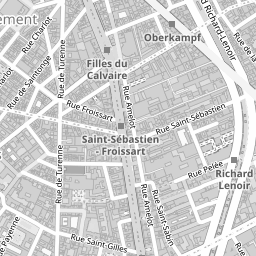 Oberkampf
ement
Rue Charlot
Filles du
Calvaire
d Richard-Lenoir
Rue de Turenne
Rue de Saintonge
Rue Amelot
Rue de la
Rue Froissart
Rue Saint-Sébastien
Saint-Sébastien
- Froissart
Rue de Turenne
Rue Pelée
Richard
Lenoir
Rue Amelot
Rue Saint-Sabin
Rue Saint-Gilles
Payenne